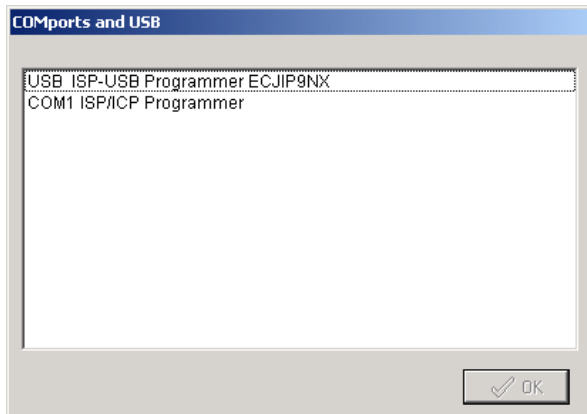 COMports and USB
USB ISP-USB Programmer ECJIP9NX
COM1 ISP/ICP Programmer
OK